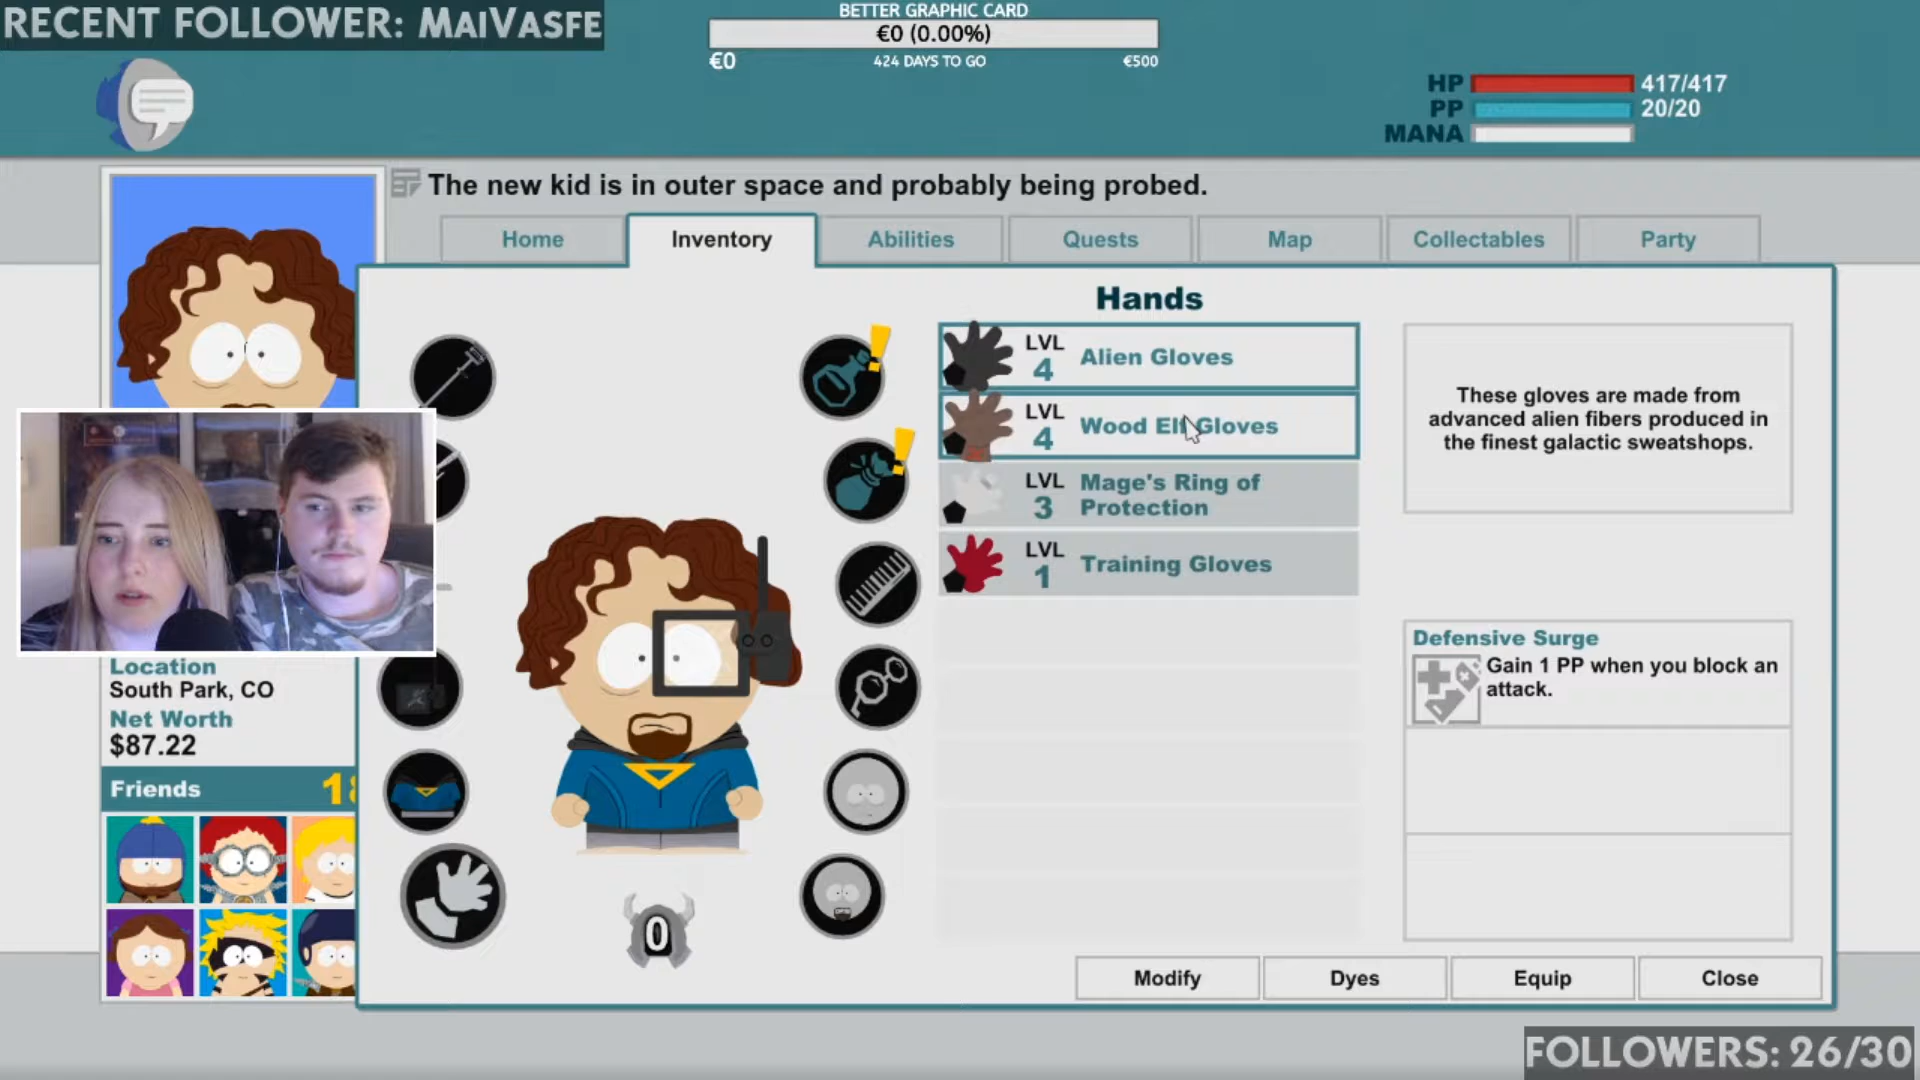 RECENT FOLLOWER: MAIVASFE
BETTER GRAPHIC CARD
€0 (0.00%)
€0
424 DAYS TO GO
€500
HP 417/417
PP 20/20
MANA
The new kid is in outer space and probably being probed.
Home
Inventory
Abilities
Quests
Map
Collectables
Party
Hands
LVL 4 Alien Gloves
LVL 4 Wood Elf Gloves
LVL 3 Mage's Ring of
Protection
LVL 1 Training Gloves
These gloves are made from
advanced alien fibers produced in
the finest galactic sweatshops.
Defensive Surge
Gain 1 PP when you block an
attack.
Location
South Park, CO
Net Worth
$87.22
Friends
0
Modify
Dyes
Equip
Close
FOLLOWERS: 26/30